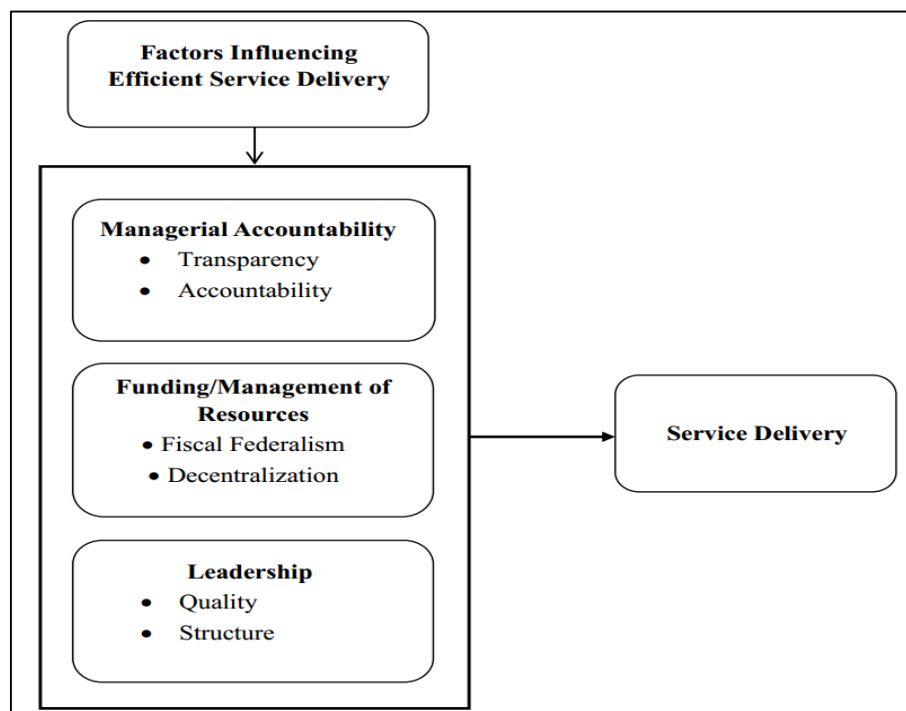 Factors Influencing
Efficient Service Delivery
Managerial Accountability
• Transparency
• Accountability
Funding/Management of
Resources
• Fiscal Federalism
• Decentralization
Leadership
• Quality
• Structure
Service Delivery